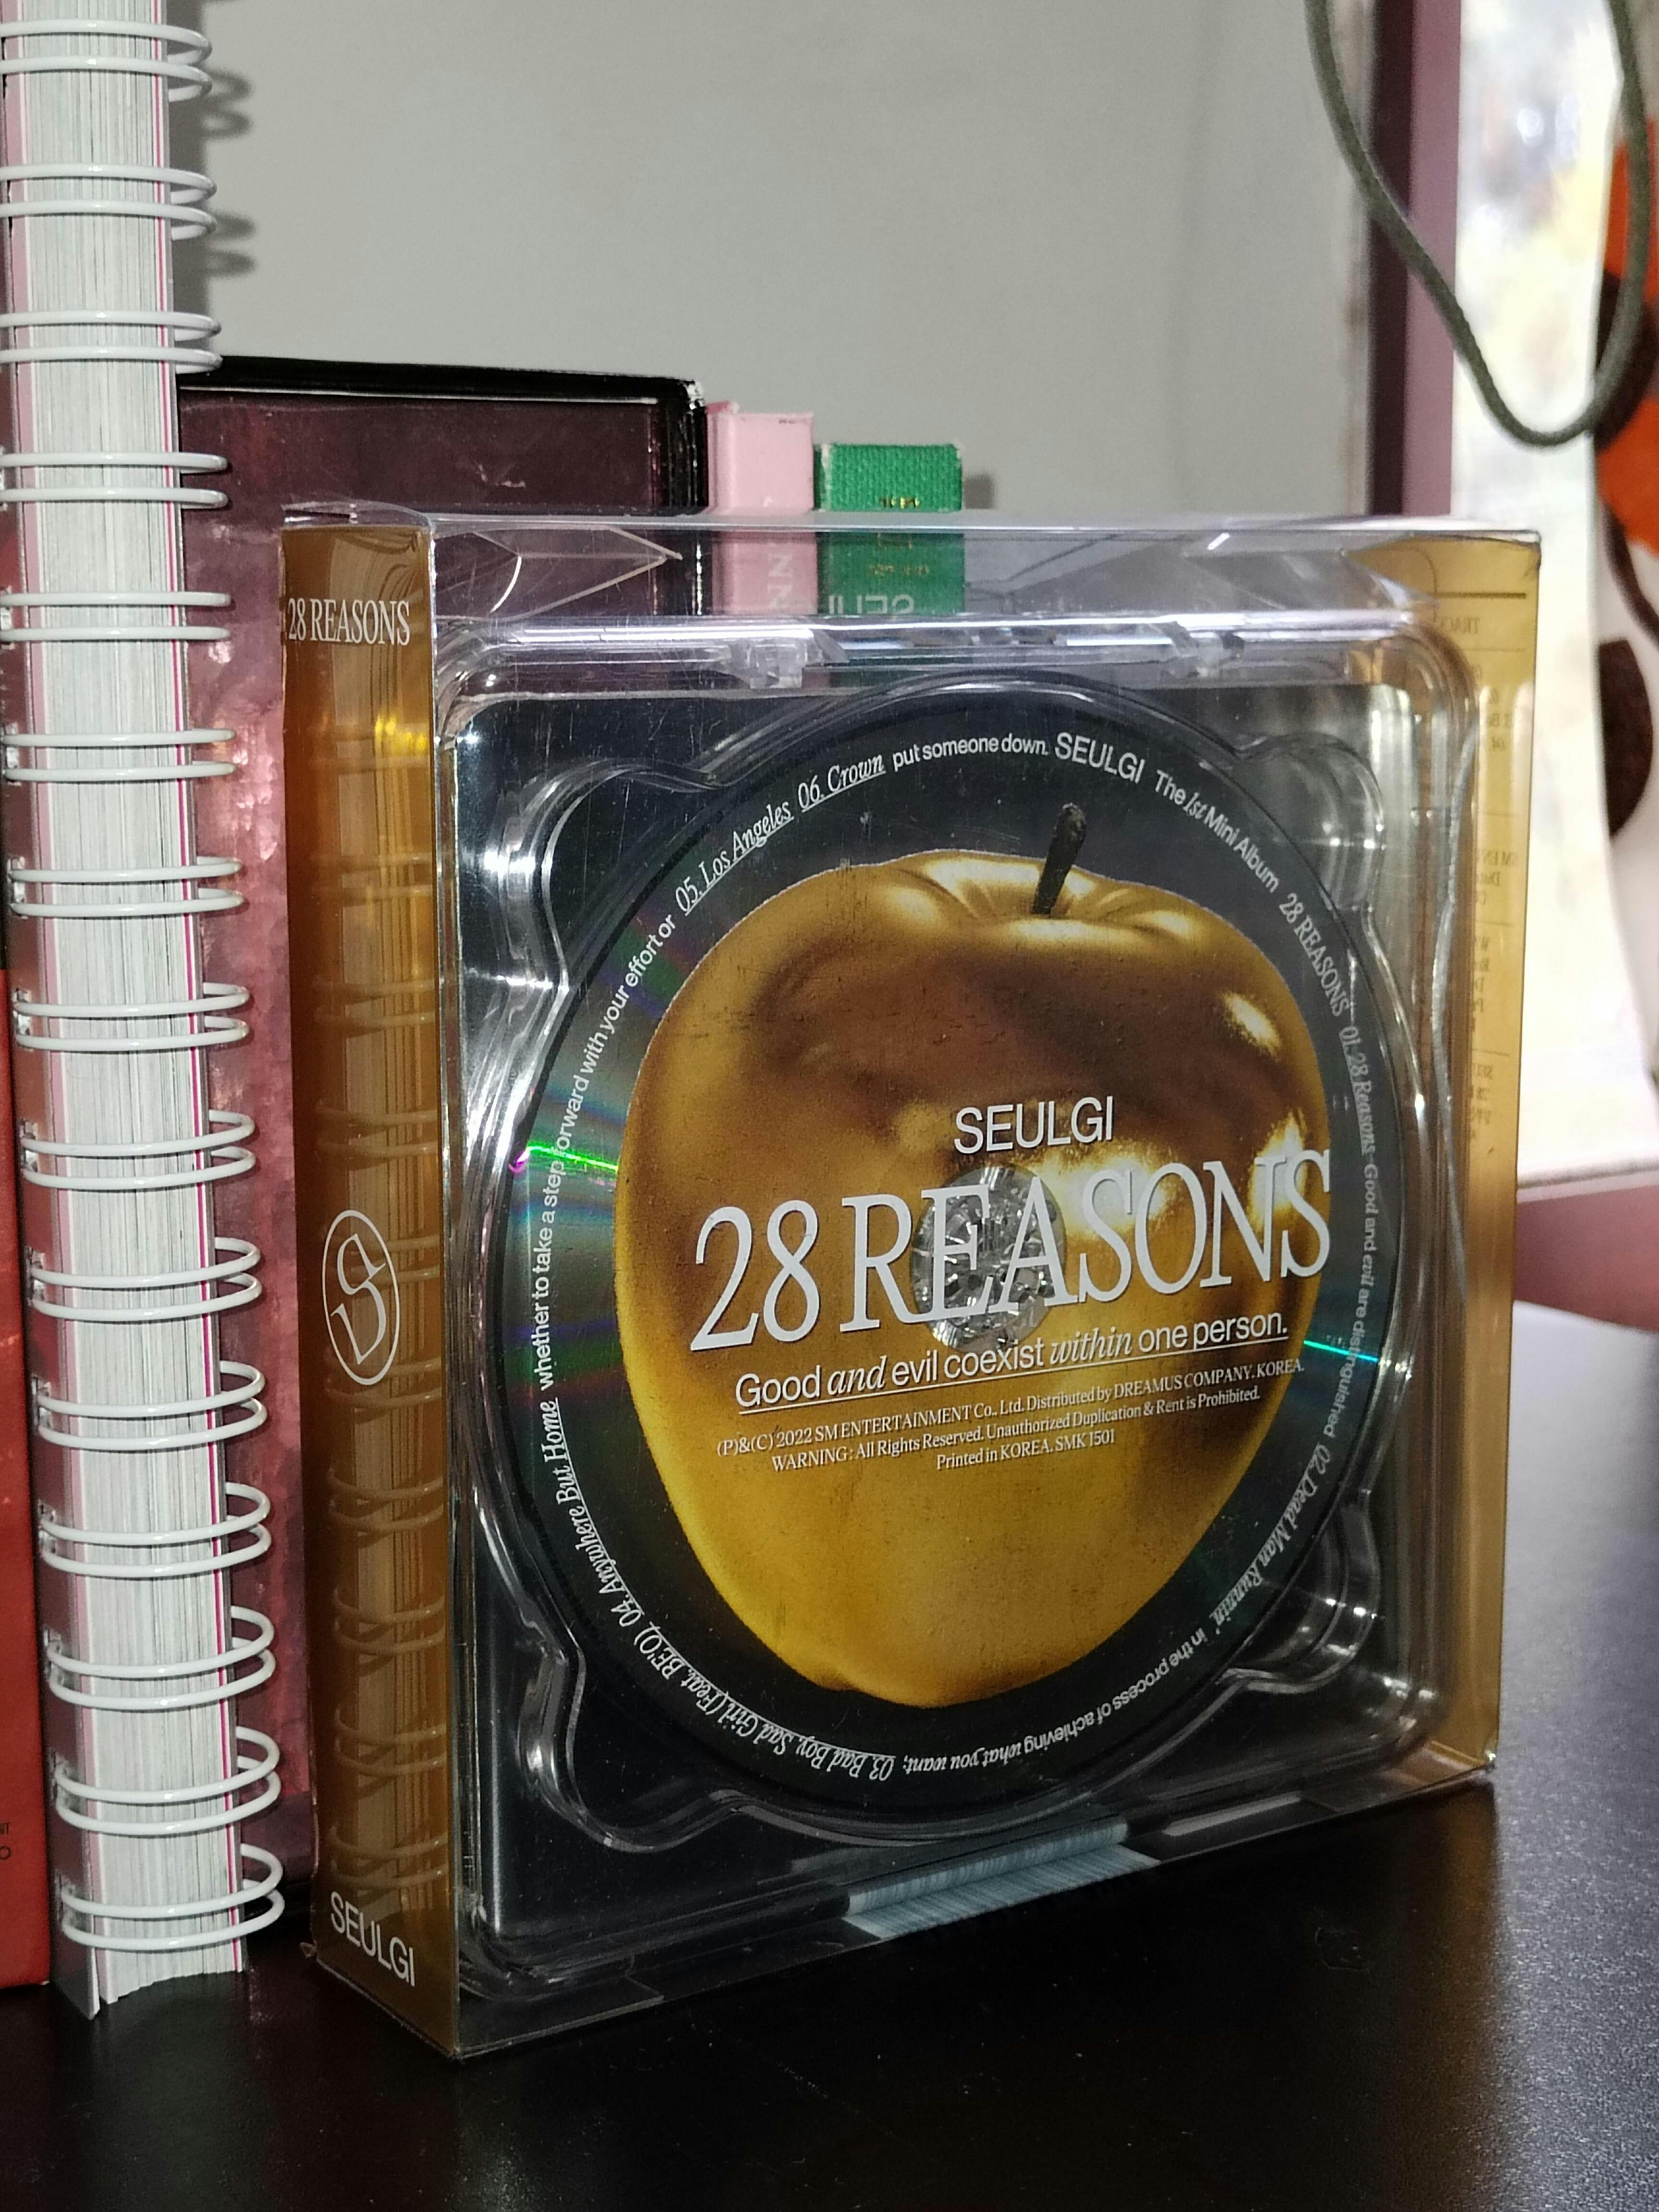 28 REASONS
S
SEULGI
SEULGI The 1st Mini Album 28 REASONS 01. 28 Reasons Good and evil are distinguished 02. Dead Man Runnin' in the process of achieving what you want; 03. Bad Boy, Sad Girl (Feat. BE'O) 04. Anywhere But Home whether to take a step forward with your effort or 05. Los Angeles 06. Crown put someone down.
SEULGI
28 REASONS
Good and evil coexist within one person.
(P)&(C) 2022 SM ENTERTAINMENT Co., Ltd. Distributed by DREAMUS COMPANY. KOREA.
WARNING: All Rights Reserved. Unauthorized Duplication & Rent is Prohibited.
Printed in KOREA. SMK 1501